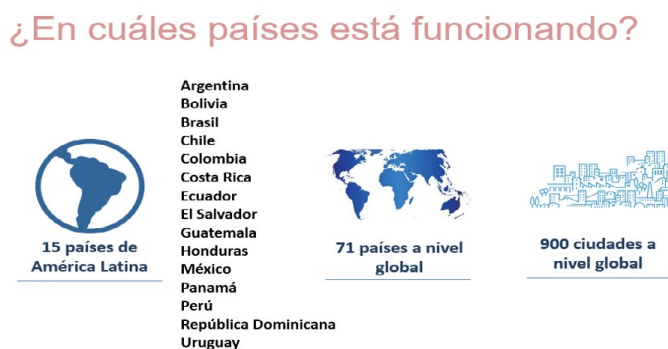 ¿En cuáles países está funcionando?
15 países de
América Latina
Argentina
Bolivia
Brasil
Chile
Colombia
Costa Rica
Ecuador
El Salvador
Guatemala
Honduras
México
Panamá
Perú
República Dominicana
Uruguay
71 países a nivel
global
900 ciudades a
nivel global